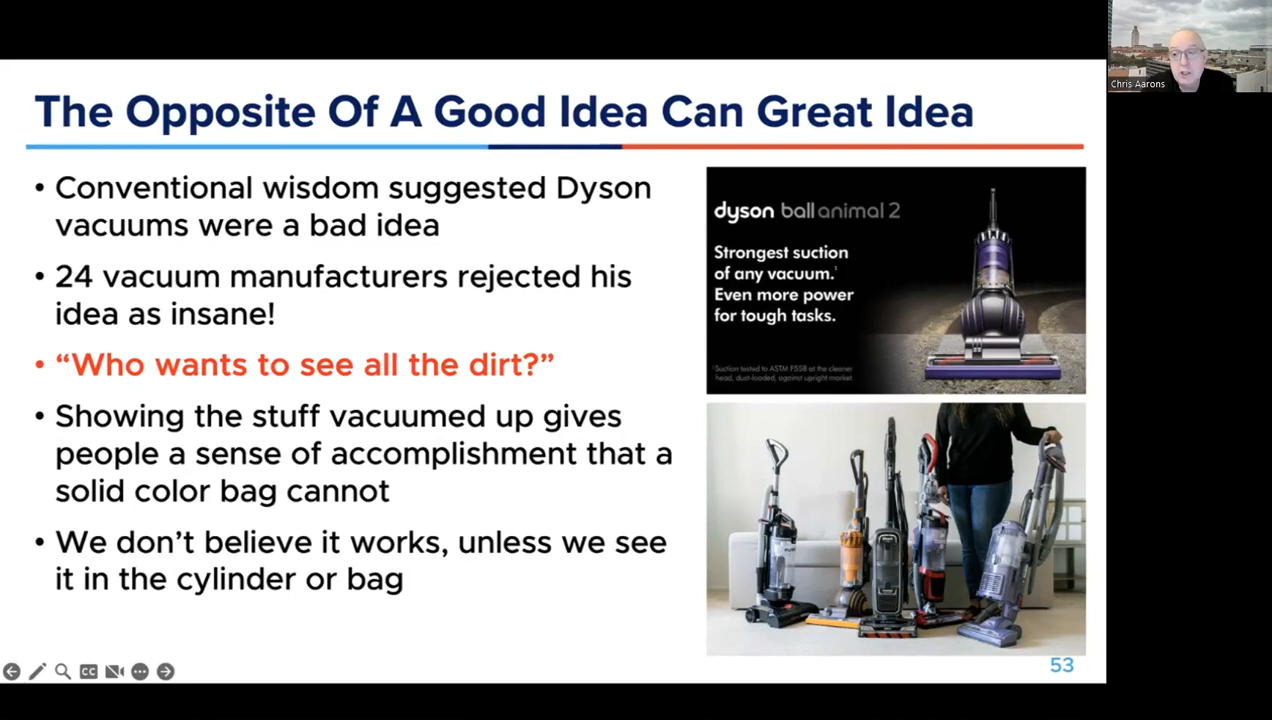 Chris Aarons
The Opposite Of A Good Idea Can Great Idea
• Conventional wisdom suggested Dyson
vacuums were a bad idea
• 24 vacuum manufacturers rejected his
idea as insane!
• “Who wants to see all the dirt?”
• Showing the stuff vacuumed up gives
people a sense of accomplishment that a
solid color bag cannot
• We don’t believe it works, unless we see
it in the cylinder or bag
dyson ball animal 2
Strongest suction
of any vacuum.¹
Even more power
for tough tasks.
¹Suction tested to ASTM F558 at the cleaner
head, dust-loaded, against upright market.
53
CC